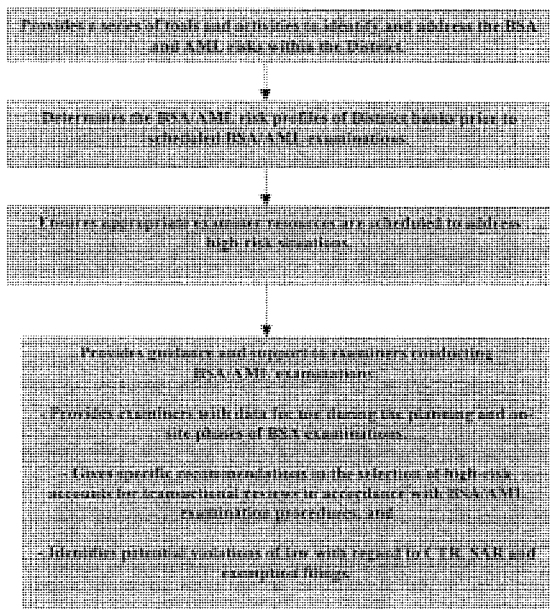 Provides a series of tools and activities to identify and address the BSA
and AML risks within the District.
Determines the BSA/AML risk profiles of District banks prior to
scheduled BSA/AML examinations.
Ensures appropriate examiner resources are scheduled to address
high-risk situations.
Provides guidance and support to examiners conducting
BSA/AML examinations
- Provides examiners with data for use during the planning and on-
site phases of BSA examinations,
- Gives specific recommendations in the selection of high-risk
accounts for transactional reviews in accordance with BSA/AML
examination procedures, and
- Identifies potential violations of law with regard to CTR, SAR and
exemption filings.